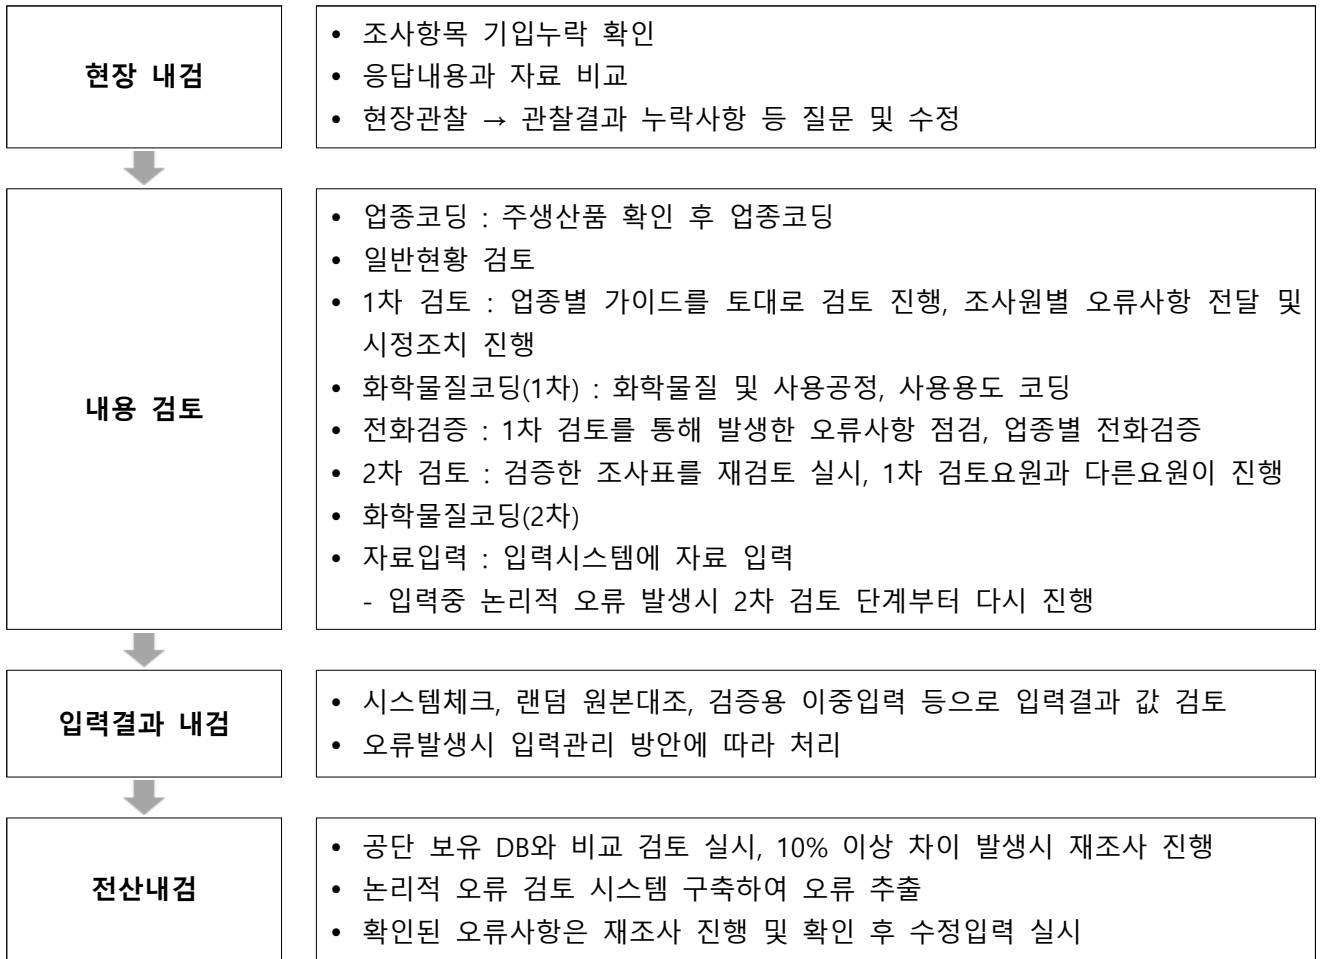 현장 내검
• 조사항목 기입누락 확인
• 응답내용과 자료 비교
• 현장관찰 → 관찰결과 누락사항 등 질문 및 수정
내용 검토
• 업종코딩 : 주생산품 확인 후 업종코딩
• 일반현황 검토
• 1차 검토 : 업종별 가이드를 토대로 검토 진행, 조사원별 오류사항 전달 및
시정조치 진행
• 화학물질코딩(1차) : 화학물질 및 사용공정, 사용용도 코딩
• 전화검증 : 1차 검토를 통해 발생한 오류사항 점검, 업종별 전화검증
• 2차 검토 : 검증한 조사표를 재검토 실시, 1차 검토요원과 다른요원이 진행
• 화학물질코딩(2차)
• 자료입력 : 입력시스템에 자료 입력
- 입력중 논리적 오류 발생시 2차 검토 단계부터 다시 진행
입력결과 내검
• 시스템체크, 랜덤 원본대조, 검증용 이중입력 등으로 입력결과 값 검토
• 오류발생시 입력관리 방안에 따라 처리
전산내검
• 공단 보유 DB와 비교 검토 실시, 10% 이상 차이 발생시 재조사 진행
• 논리적 오류 검토 시스템 구축하여 오류 추출
• 확인된 오류사항은 재조사 진행 및 확인 후 수정입력 실시